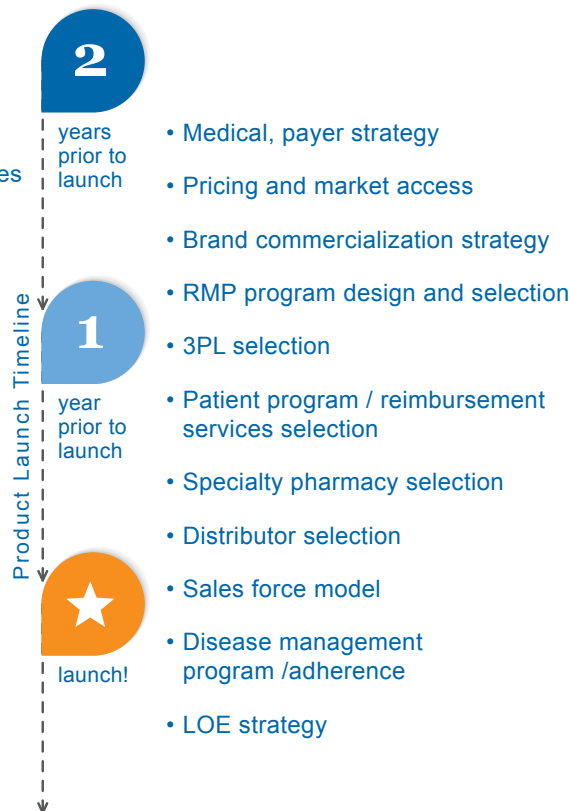 2
years
prior to
launch
es
Product Launch Timeline
1
year
prior to
launch
launch!
• Medical, payer strategy
• Pricing and market access
• Brand commercialization strategy
• RMP program design and selection
• 3PL selection
• Patient program / reimbursement
services selection
• Specialty pharmacy selection
• Distributor selection
• Sales force model
• Disease management
program /adherence
• LOE strategy